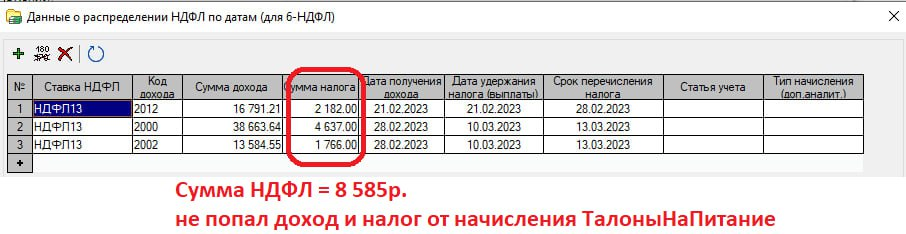 Данные о распределении НДФЛ по датам (для 6-НДФЛ)
№ Ставка НДФЛ Код дохода Сумма дохода Сумма налога Дата получения дохода Дата удержания налога (выплаты) Срок перечисления налога Статья учета Тип начисления (доп.аналит.)
1 НДФЛ13 2012 16 791.21 2 182.00 21.02.2023 21.02.2023 28.02.2023
2 НДФЛ13 2000 38 663.64 4 637.00 28.02.2023 10.03.2023 13.03.2023
3 НДФЛ13 2002 13 584.55 1 766.00 28.02.2023 10.03.2023 13.03.2023
Сумма НДФЛ = 8 585р.
не попал доход и налог от начисления ТалоныНаПитание